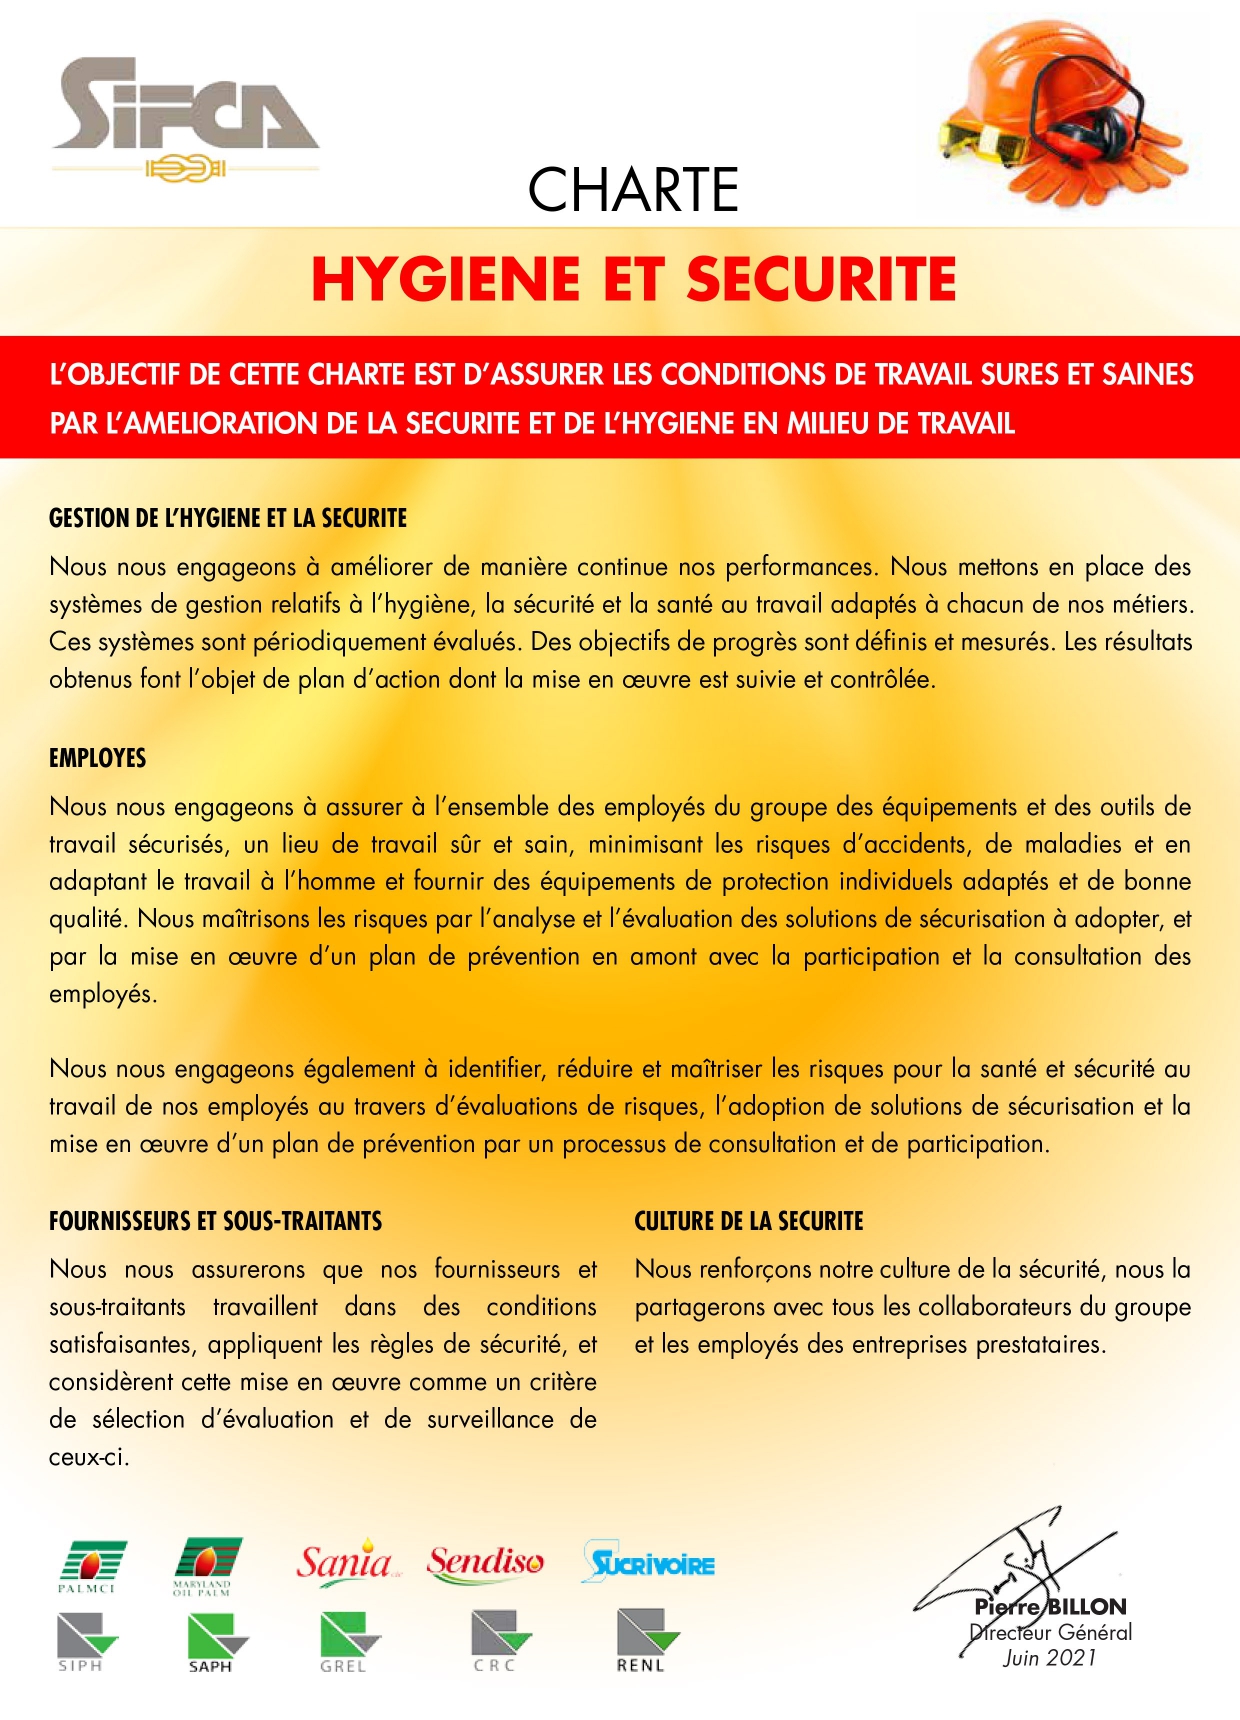 SIFCA
CHARTE
HYGIENE ET SECURITE
L’OBJECTIF DE CETTE CHARTE EST D’ASSURER LES CONDITIONS DE TRAVAIL SURES ET SAINES
PAR L’AMELIORATION DE LA SECURITE ET DE L’HYGIENE EN MILIEU DE TRAVAIL
GESTION DE L’HYGIENE ET LA SECURITE
Nous nous engageons à améliorer de manière continue nos performances. Nous mettons en place des
systèmes de gestion relatifs à l’hygiène, la sécurité et la santé au travail adaptés à chacun de nos métiers.
Ces systèmes sont périodiquement évalués. Des objectifs de progrès sont définis et mesurés. Les résultats
obtenus font l’objet de plan d’action dont la mise en œuvre est suivie et contrôlée.
EMPLOYES
Nous nous engageons à assurer à l’ensemble des employés du groupe des équipements et des outils de
travail sécurisés, un lieu de travail sûr et sain, minimisant les risques d’accidents, de maladies et en
adaptant le travail à l’homme et fournir des équipements de protection individuels adaptés et de bonne
qualité. Nous maîtrisons les risques par l’analyse et l’évaluation des solutions de sécurisation à adopter, et
par la mise en œuvre d’un plan de prévention en amont avec la participation et la consultation des
employés.
Nous nous engageons également à identifier, réduire et maîtriser les risques pour la santé et sécurité au
travail de nos employés au travers d’évaluations de risques, l’adoption de solutions de sécurisation et la
mise en œuvre d’un plan de prévention par un processus de consultation et de participation.
FOURNISSEURS ET SOUS-TRAITANTS
Nous nous assurerons que nos fournisseurs et
sous-traitants travaillent dans des conditions
satisfaisantes, appliquent les règles de sécurité, et
considèrent cette mise en œuvre comme un critère
de sélection d’évaluation et de surveillance de
ceux-ci.
CULTURE DE LA SECURITE
Nous renforçons notre culture de la sécurité, nous la
partagerons avec tous les collaborateurs du groupe
et les employés des entreprises prestataires.
PALMCI
MARYLAND
OIL PALM
Sania
Sendiso
SUCRIVOIRE
SIPH
SAPH
GREL
CRC
RENL
Pierre BILLON
Directeur Général
Juin 2021